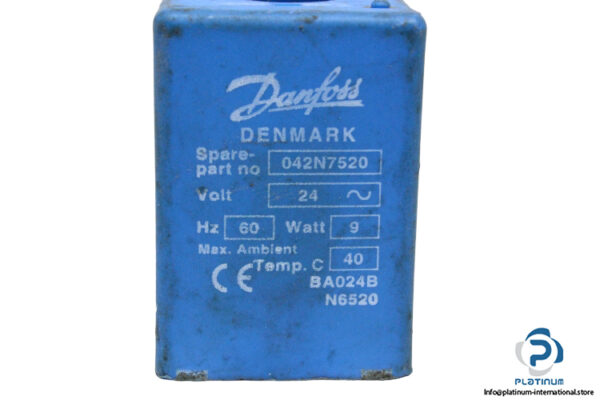 Danfoss
DENMARK
Spare-
part no 042N7520
Volt 24 ~
Hz 60 Watt 9
Max. Ambient
Temp. C 40
CE BA024B
N6520
PLATINUM
Info@platinum-international.store